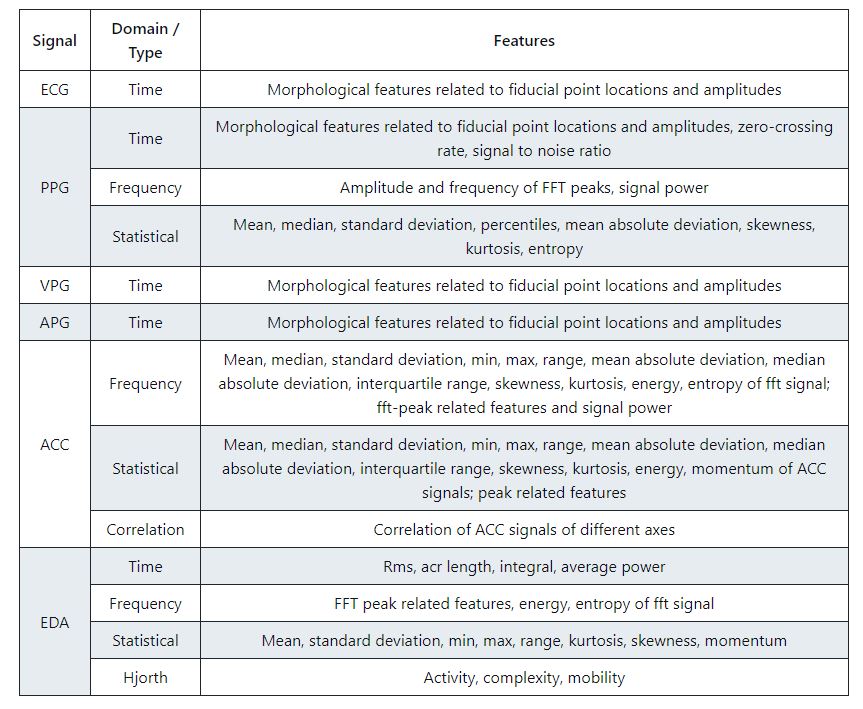 Signal
Domain /
Type
Features
ECG
Time
Morphological features related to fiducial point locations and amplitudes
PPG
Time
Morphological features related to fiducial point locations and amplitudes, zero-crossing
rate, signal to noise ratio
Frequency
Amplitude and frequency of FFT peaks, signal power
Statistical
Mean, median, standard deviation, percentiles, mean absolute deviation, skewness,
kurtosis, entropy
VPG
Time
Morphological features related to fiducial point locations and amplitudes
APG
Time
Morphological features related to fiducial point locations and amplitudes
ACC
Frequency
Mean, median, standard deviation, min, max, range, mean absolute deviation, median
absolute deviation, interquartile range, skewness, kurtosis, energy, entropy of fft signal;
fft-peak related features and signal power
Statistical
Mean, median, standard deviation, min, max, range, mean absolute deviation, median
absolute deviation, interquartile range, skewness, kurtosis, energy, momentum of ACC
signals; peak related features
Correlation
Correlation of ACC signals of different axes
EDA
Time
Rms, acr length, integral, average power
Frequency
FFT peak related features, energy, entropy of fft signal
Statistical
Mean, standard deviation, min, max, range, kurtosis, skewness, momentum
Hjorth
Activity, complexity, mobility